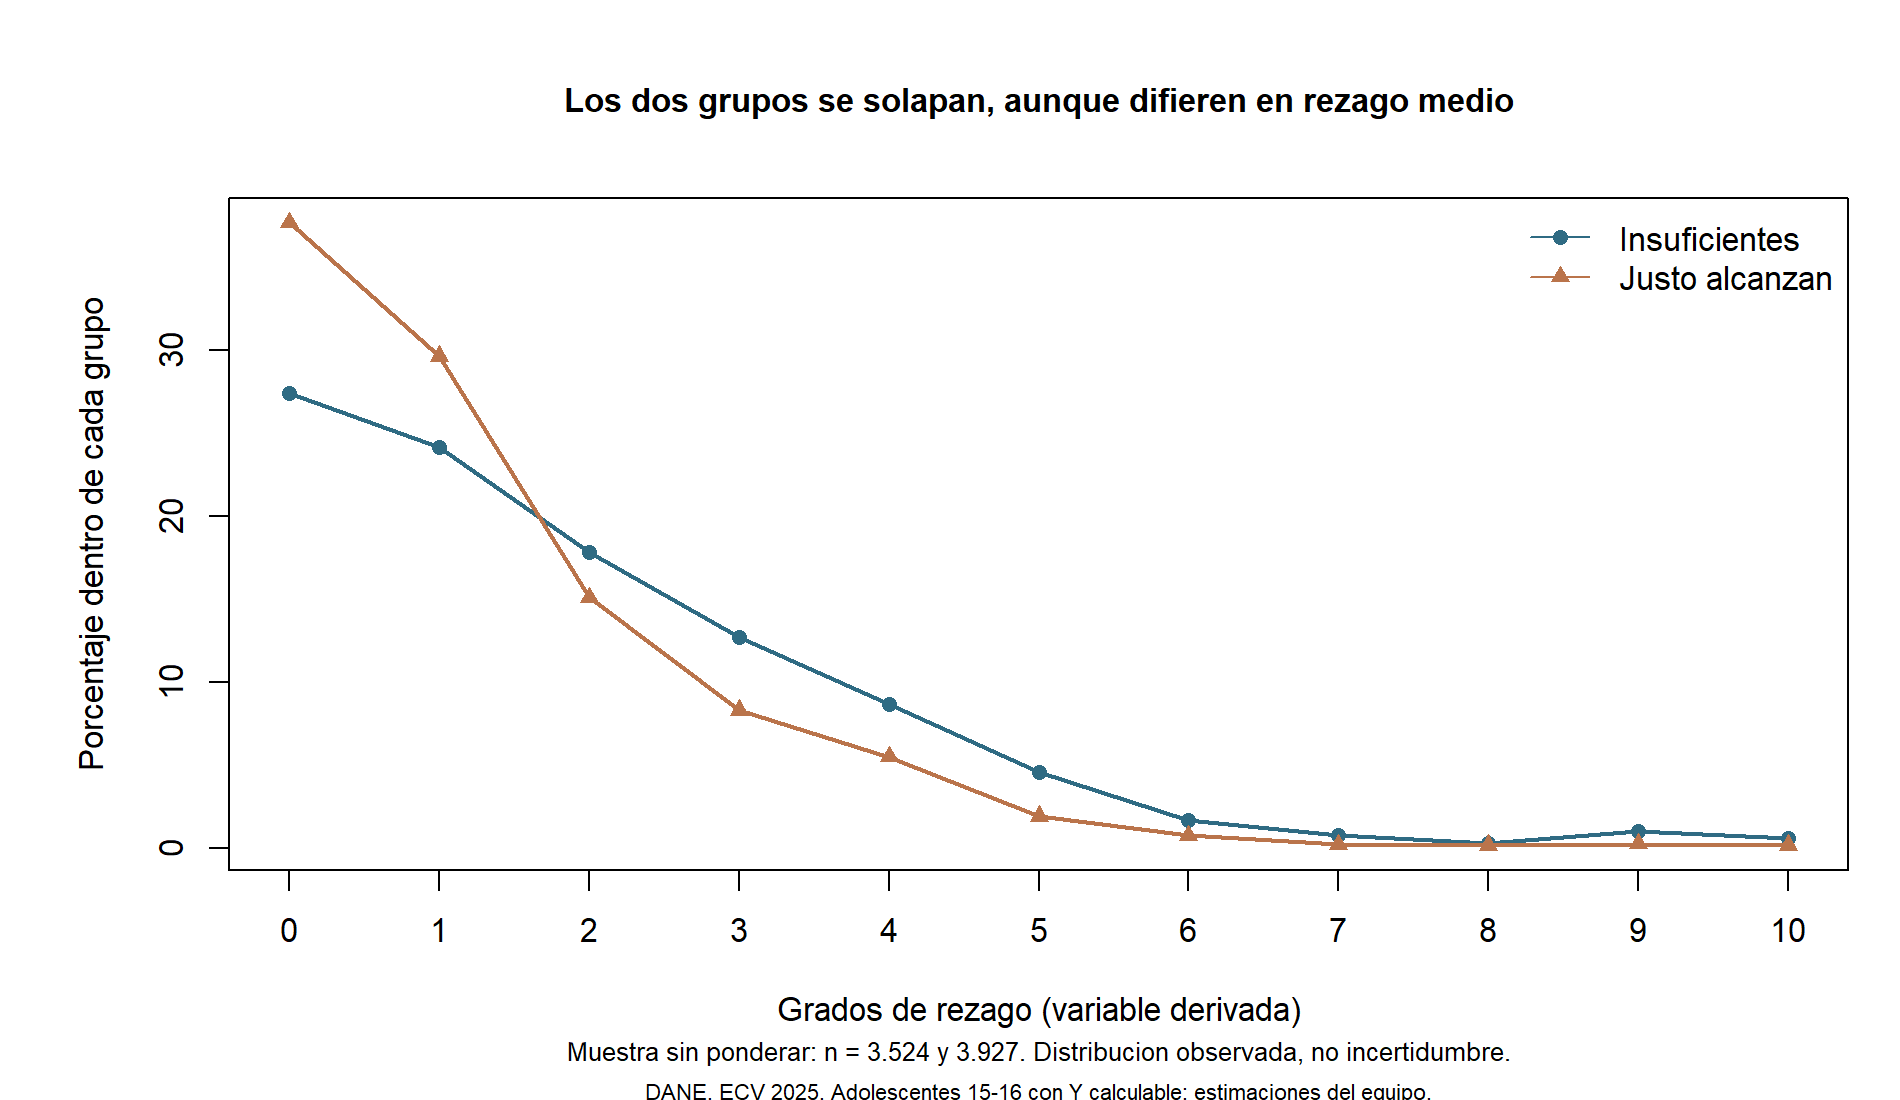 Los dos grupos se solapan, aunque difieren en rezago medio
Insuficientes
Justo alcanzan
Porcentaje dentro de cada grupo
30
20
10
0
0 1 2 3 4 5 6 7 8 9 10
Grados de rezago (variable derivada)
Muestra sin ponderar: n = 3.524 y 3.927. Distribucion observada, no incertidumbre.
DANE. ECV 2025. Adolescentes 15-16 con Y calculable; estimaciones del equipo.